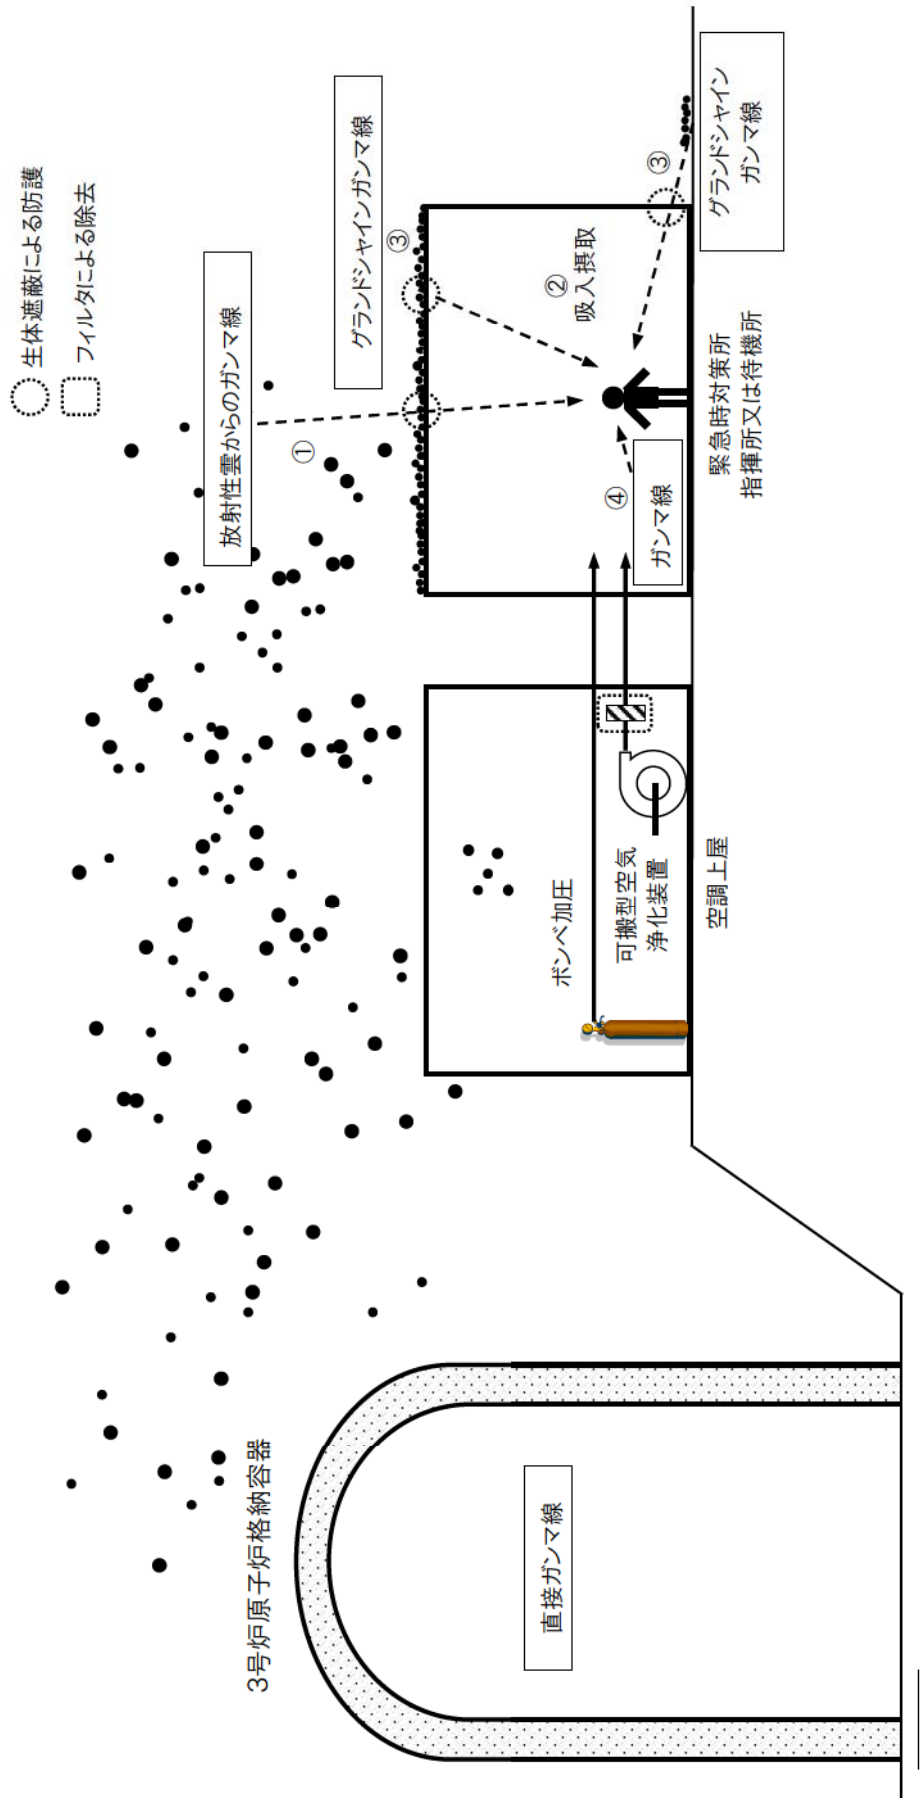 生体遮蔽による防護
フィルタによる除去
放射性雲からのガンマ線
①
グランドシャインガンマ線
③
②
吸入摂取
③
グランドシャイン
ガンマ線
④
ガンマ線
緊急時対策所
指揮所又は待機所
ボンベ加圧
可搬型空気
浄化装置
空調上屋
3号炉原子炉格納容器
直接ガンマ線